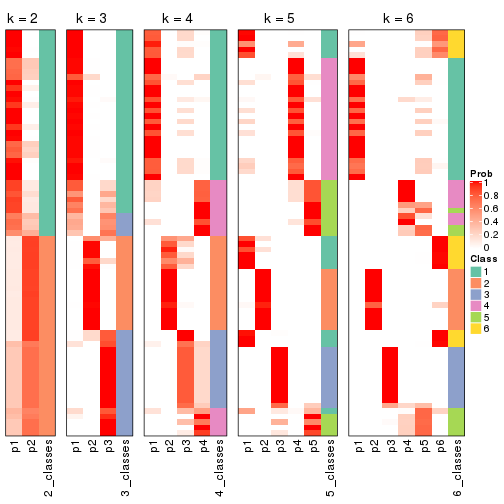 k = 2
k = 3
k = 4
k = 5
k = 6
Prob
1
0.8
0.6
0.4
0.2
0
Class
1
2
3
4
5
6
p1
p2
2_classes
p1
p2
p3
3_classes
p1
p2
p3
p4
4_classes
p1
p2
p3
p4
p5
5_classes
p1
p2
p3
p4
p5
p6
6_classes